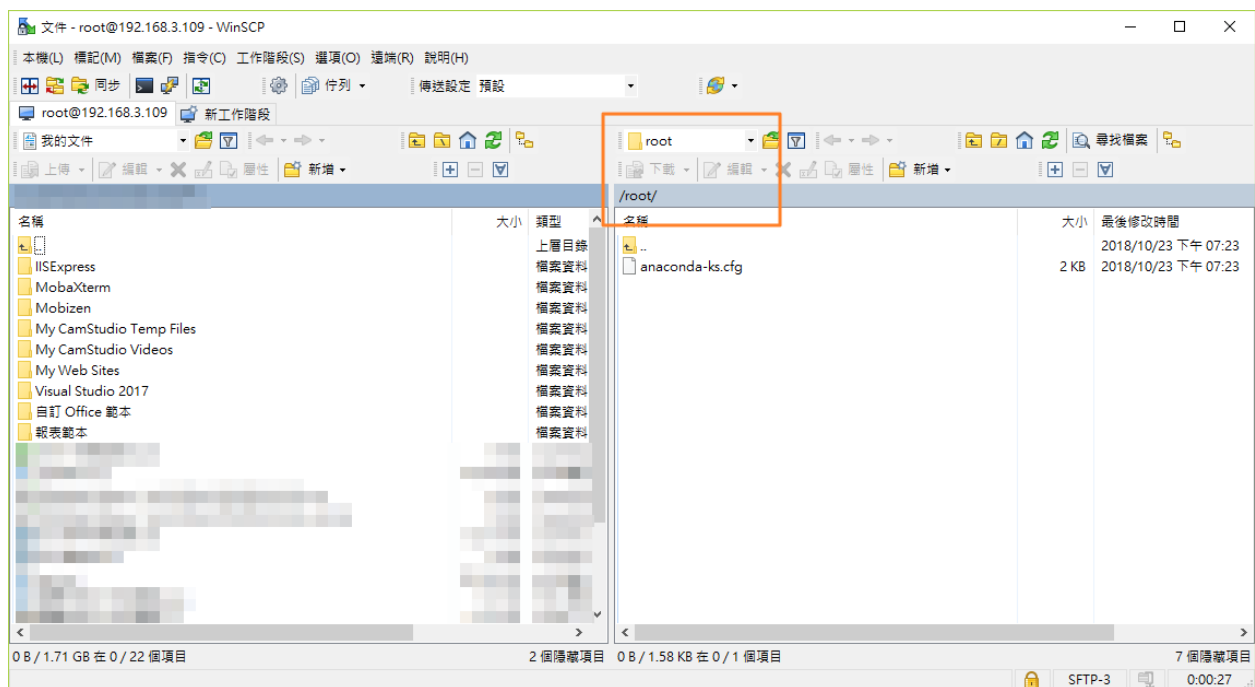 文件 - root@192.168.3.109 - WinSCP
本機(L) 標記(M) 檔案(F) 指令(C) 工作階段(S) 選項(O) 遠端(R) 說明(H)
同步 佇列 傳送設定 預設
root@192.168.3.109 新工作階段
我的文件
上傳 編輯 屬性 新增
名稱 大小 類型
.. 上層目錄
IISExpress 檔案資料
MobaXterm 檔案資料
Mobizen 檔案資料
My CamStudio Temp Files 檔案資料
My CamStudio Videos 檔案資料
My Web Sites 檔案資料
Visual Studio 2017 檔案資料
自訂 Office 範本 檔案資料
報表範本 檔案資料
0 B / 1.71 GB 在 0 / 22 個項目 2 個隱藏項目
root 尋找檔案
下載 編輯 屬性 新增
/root/
名稱 大小 最後修改時間
.. 2018/10/23 下午 07:23
anaconda-ks.cfg 2 KB 2018/10/23 下午 07:23
0 B / 1.58 KB 在 0 / 1 個項目 7 個隱藏項目
SFTP-3 0:00:27